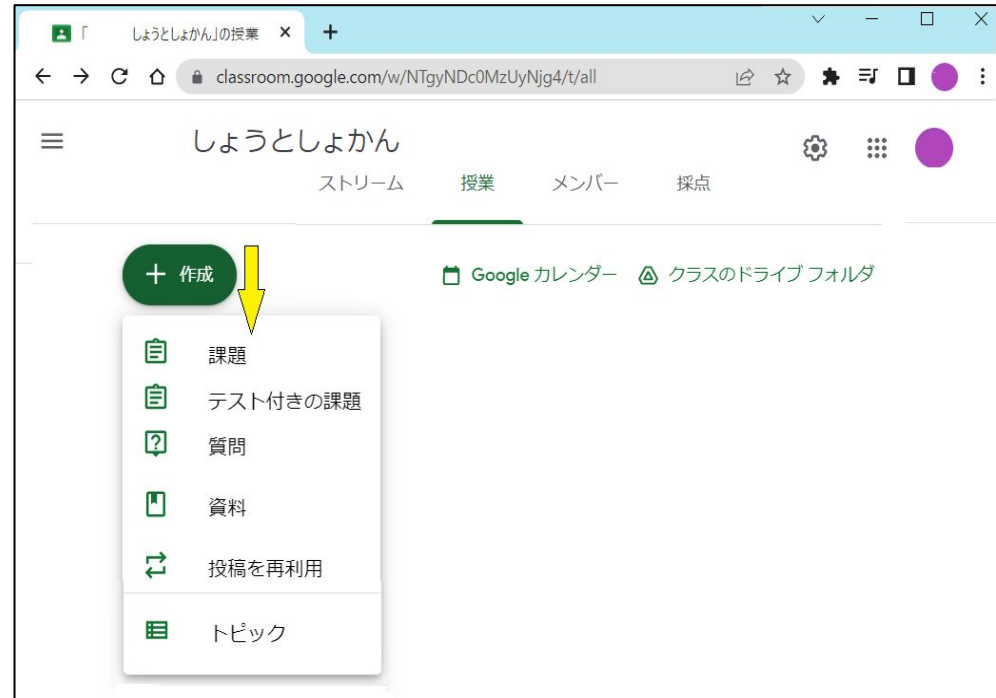 「 しょうとしょかん」の授業
classroom.google.com/w/NTgyNDc0MzUyNjg4/t/all
しょうとしょかん
ストリーム 授業 メンバー 採点
作成 Google カレンダー クラスのドライブ フォルダ
課題
テスト付きの課題
質問
資料
投稿を再利用
トピック